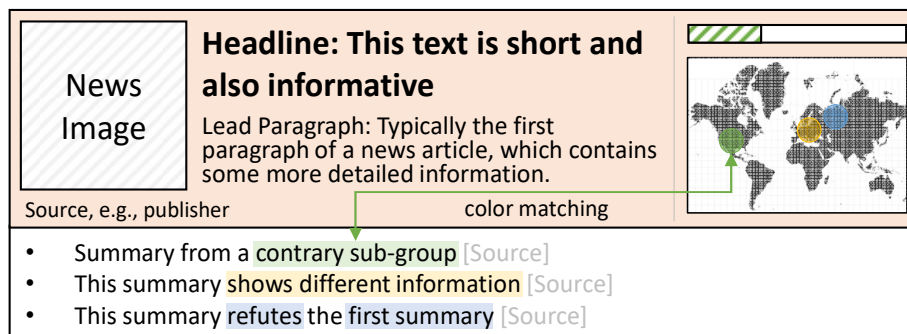 News
Image
Headline: This text is short and
also informative
Lead Paragraph: Typically the first
paragraph of a news article, which contains
some more detailed information.
Source, e.g., publisher
color matching
• Summary from a contrary sub-group [Source]
• This summary shows different information [Source]
• This summary refutes the first summary [Source]